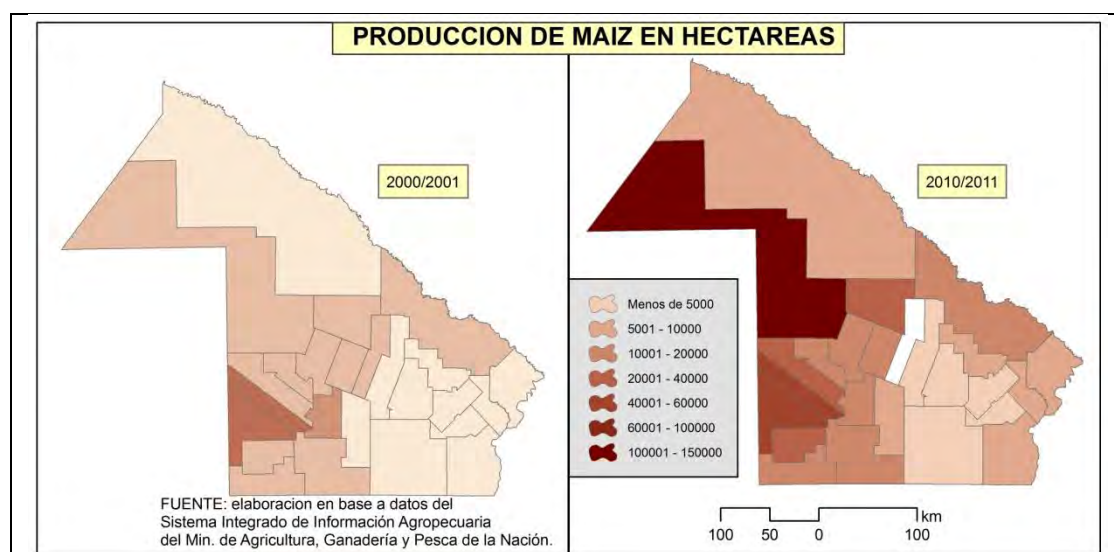 PRODUCCION DE MAIZ EN HECTAREAS
2000/2001
2010/2011
Menos de 5000
5001 - 10000
10001 - 20000
20001 - 40000
40001 - 60000
60001 - 100000
100001 - 150000
FUENTE: elaboracion en base a datos del
Sistema Integrado de Información Agropecuaria
del Min. de Agricultura, Ganadería y Pesca de la Nación.
km
100 50 0 100